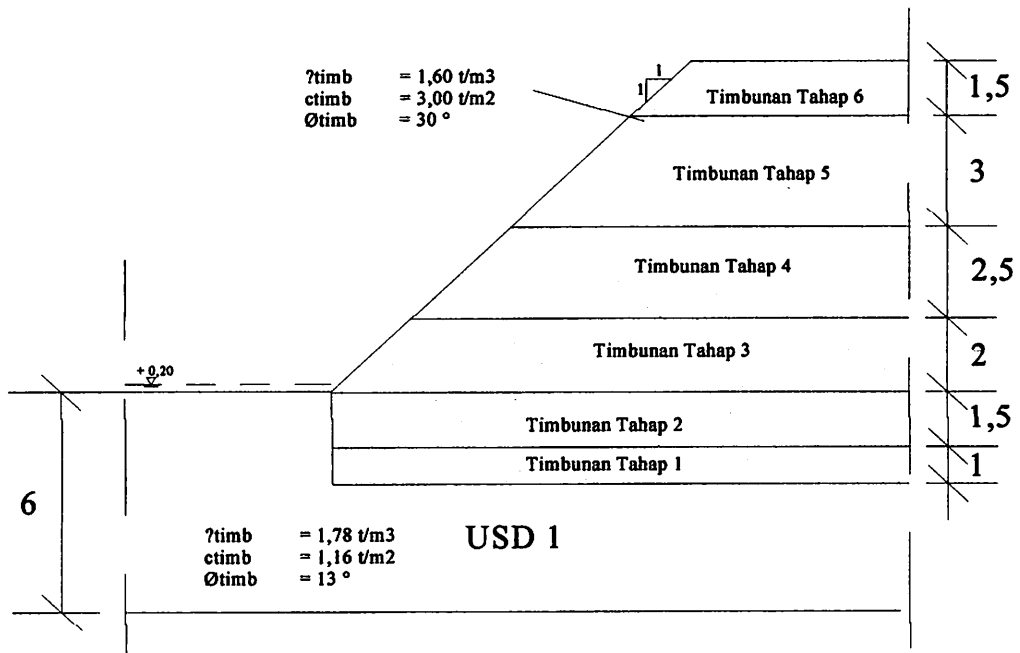 ?timb = 1,60 t/m3
ctimb = 3,00 t/m2
Øtimb = 30 °
1
1
Timbunan Tahap 6
1,5
Timbunan Tahap 5
3
Timbunan Tahap 4
2,5
Timbunan Tahap 3
2
+ 0,20
Timbunan Tahap 2
1,5
Timbunan Tahap 1
1
6
?timb = 1,78 t/m3
ctimb = 1,16 t/m2
Øtimb = 13 °
USD 1